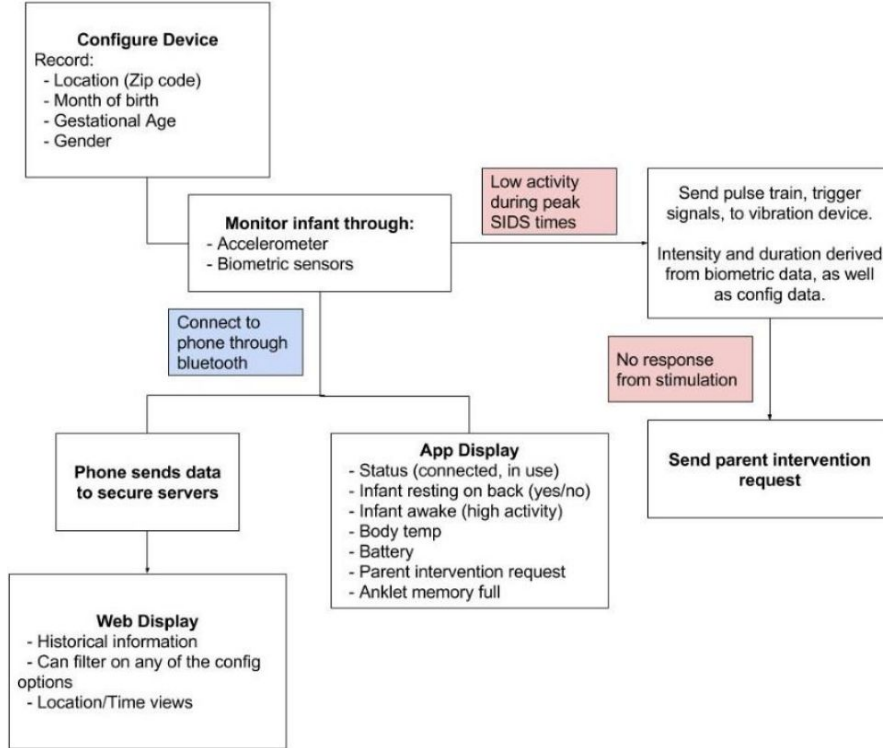 Configure Device
Record:
- Location (Zip code)
- Month of birth
- Gestational Age
- Gender
Monitor infant through:
- Accelerometer
- Biometric sensors
Low activity
during peak
SIDS times
Send pulse train, trigger
signals, to vibration device.
Intensity and duration derived
from biometric data, as well
as config data.
Connect to
phone through
bluetooth
No response
from stimulation
Phone sends data
to secure servers
App Display
- Status (connected, in use)
- Infant resting on back (yes/no)
- Infant awake (high activity)
- Body temp
- Battery
- Parent intervention request
- Anklet memory full
Send parent intervention
request
Web Display
- Historical information
- Can filter on any of the config
options
- Location/Time views